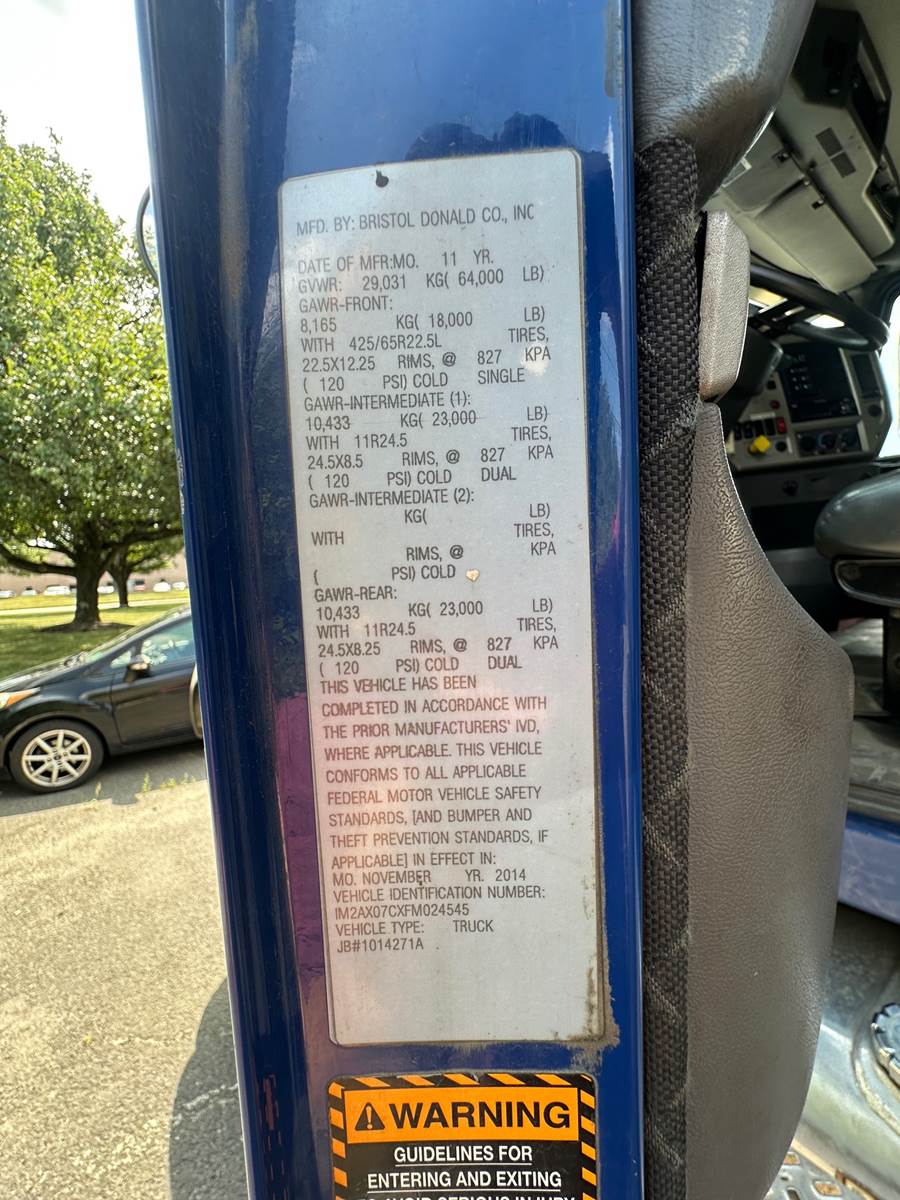 MFD. BY: BRISTOL DONALD CO., INC
DATE OF MFR:MO. 11 YR.
GVWR: 29,031 KG( 64,000 LB)
GAWR-FRONT:
8,165 KG( 18,000 LB)
WITH 425/65R22.5L TIRES,
22.5X12.25 RIMS, @ 827 KPA
( 120 PSI) COLD SINGLE
GAWR-INTERMEDIATE (1):
10,433 KG( 23,000 LB)
WITH 11R24.5 TIRES,
24.5X8.5 RIMS, @ 827 KPA
( 120 PSI) COLD DUAL
GAWR-INTERMEDIATE (2):
KG( LB)
WITH TIRES,
RIMS, @ KPA
( PSI) COLD
GAWR-REAR:
10,433 KG( 23,000 LB)
WITH 11R24.5 TIRES,
24.5X8.25 RIMS, @ 827 KPA
( 120 PSI) COLD DUAL
THIS VEHICLE HAS BEEN
COMPLETED IN ACCORDANCE WITH
THE PRIOR MANUFACTURERS' IVD,
WHERE APPLICABLE. THIS VEHICLE
CONFORMS TO ALL APPLICABLE
FEDERAL MOTOR VEHICLE SAFETY
STANDARDS, [AND BUMPER AND
THEFT PREVENTION STANDARDS, IF
APPLICABLE] IN EFFECT IN:
MO. NOVEMBER YR. 2014
VEHICLE IDENTIFICATION NUMBER:
IM2AX07CXFM024545
VEHICLE TYPE: TRUCK
JB#1014271A
WARNING
GUIDELINES FOR
ENTERING AND EXITING
TO AVOID SERIOUS INJURY